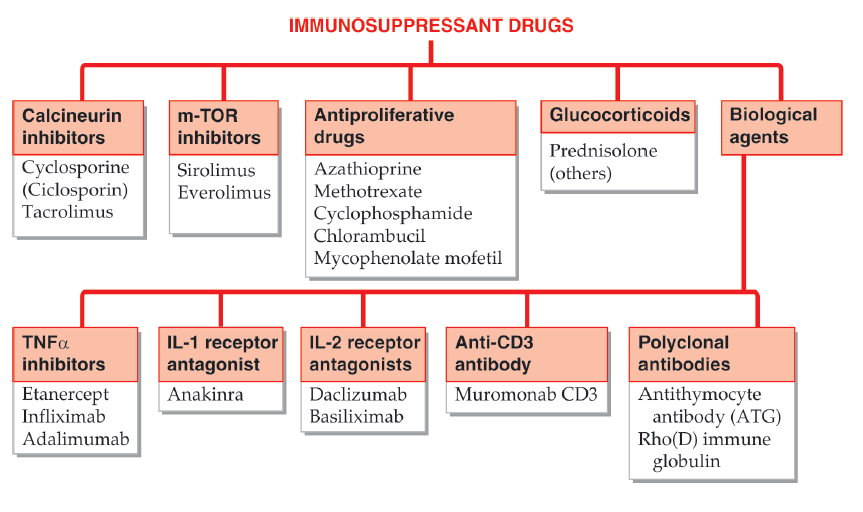 IMMUNOSUPPRESSANT DRUGS
Calcineurin
inhibitors
Cyclosporine
(Ciclosporin)
Tacrolimus
m-TOR
inhibitors
Sirolimus
Everolimus
Antiproliferative
drugs
Azathioprine
Methotrexate
Cyclophosphamide
Chlorambucil
Mycophenolate mofetil
Glucocorticoids
Prednisolone
(others)
Biological
agents
TNFα
inhibitors
Etanercept
Infliximab
Adalimumab
IL-1 receptor
antagonist
Anakinra
IL-2 receptor
antagonists
Daclizumab
Basiliximab
Anti-CD3
antibody
Muromonab CD3
Polyclonal
antibodies
Antithymocyte
antibody (ATG)
Rho(D) immune
globulin